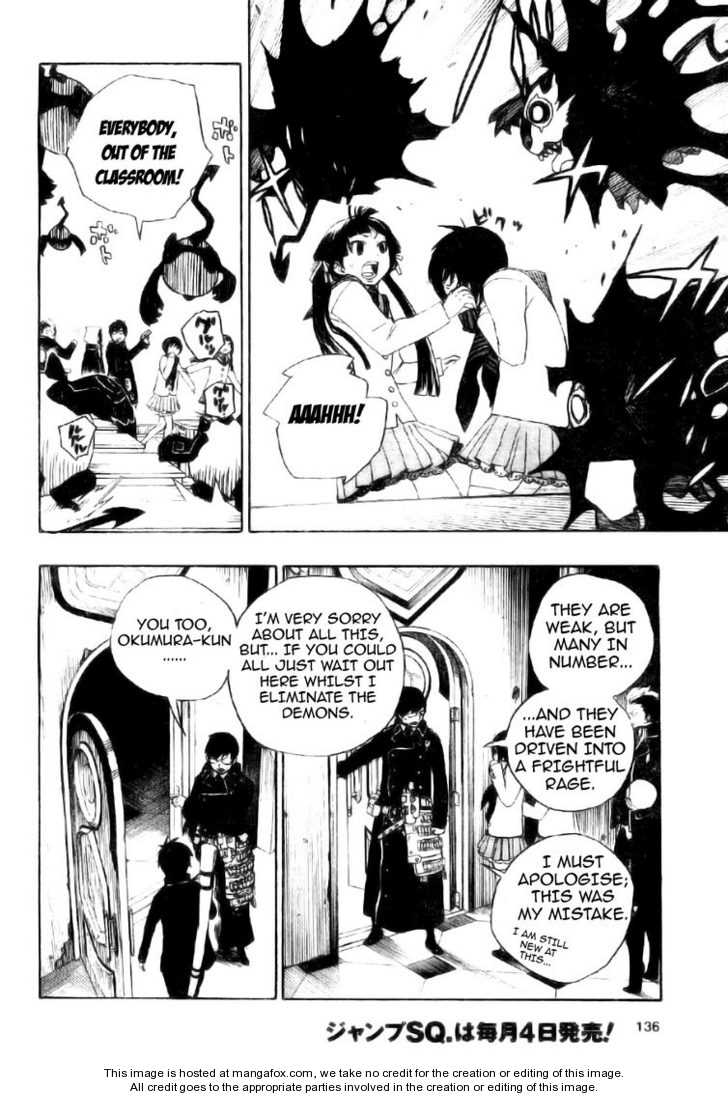 AAAHHH!
ビクッ
EVERYBODY,
OUT OF THE
CLASSROOM!
THEY ARE
WEAK, BUT
MANY IN
NUMBER...
...AND THEY
HAVE BEEN
DRIVEN INTO
A FRIGHTFUL
RAGE.
I MUST
APOLOGISE;
THIS WAS
MY MISTAKE.
I AM STILL
NEW AT
THIS...
I'M VERY SORRY
ABOUT ALL THIS,
BUT... IF YOU COULD
ALL JUST WAIT OUT
HERE WHILST I
ELIMINATE THE
DEMONS.
YOU TOO,
OKUMURA-KUN
......
ジャンプSQ.は毎月4日発売!
136
This image is hosted at mangafox.com, we take no credit for the creation or editing of this image.
All credit goes to the appropriate parties involved in the creation or editing of this image.